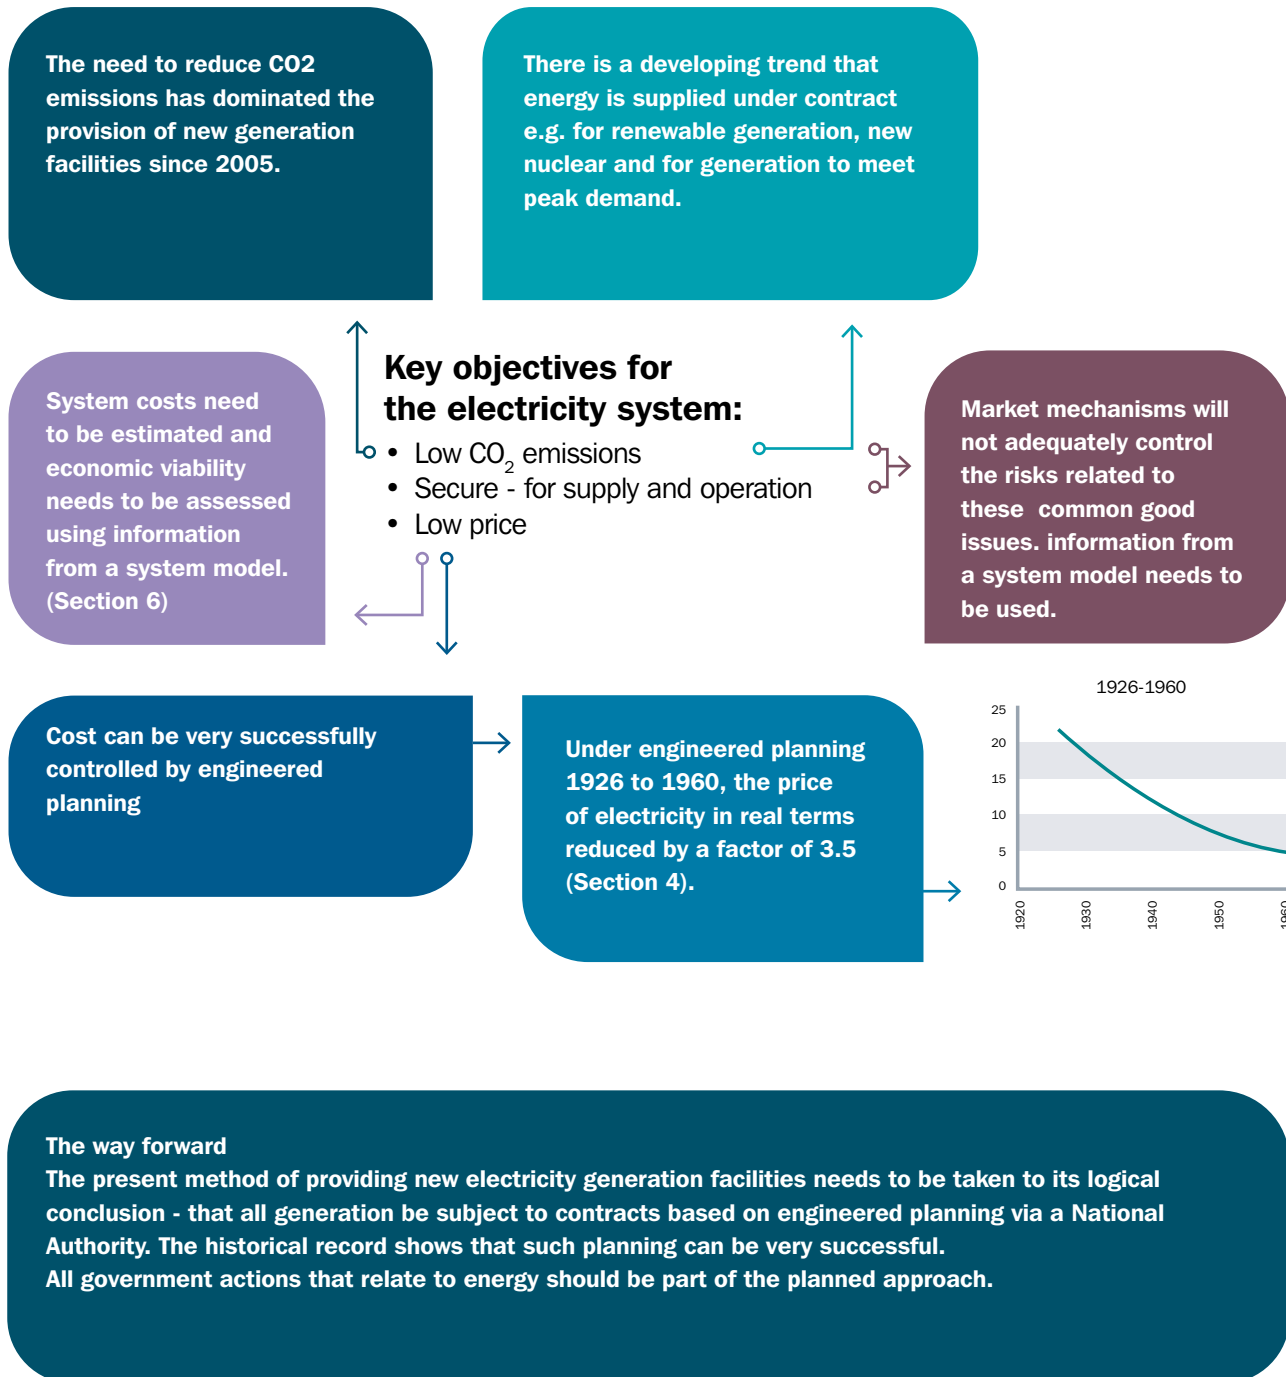 The need to reduce CO2
emissions has dominated the
provision of new generation
facilities since 2005.
There is a developing trend that
energy is supplied under contract
e.g. for renewable generation, new
nuclear and for generation to meet
peak demand.
Key objectives for
the electricity system:
• Low CO₂ emissions
• Secure - for supply and operation
• Low price
System costs need
to be estimated and
economic viability
needs to be assessed
using information
from a system model.
(Section 6)
Market mechanisms will
not adequately control
the risks related to
these common good
issues. information from
a system model needs to
be used.
Cost can be very successfully
controlled by engineered
planning
Under engineered planning
1926 to 1960, the price
of electricity in real terms
reduced by a factor of 3.5
(Section 4).
1926-1960
25
20
15
10
5
0
1920
1930
1940
1950
1960
The way forward
The present method of providing new electricity generation facilities needs to be taken to its logical
conclusion - that all generation be subject to contracts based on engineered planning via a National
Authority. The historical record shows that such planning can be very successful.
All government actions that relate to energy should be part of the planned approach.